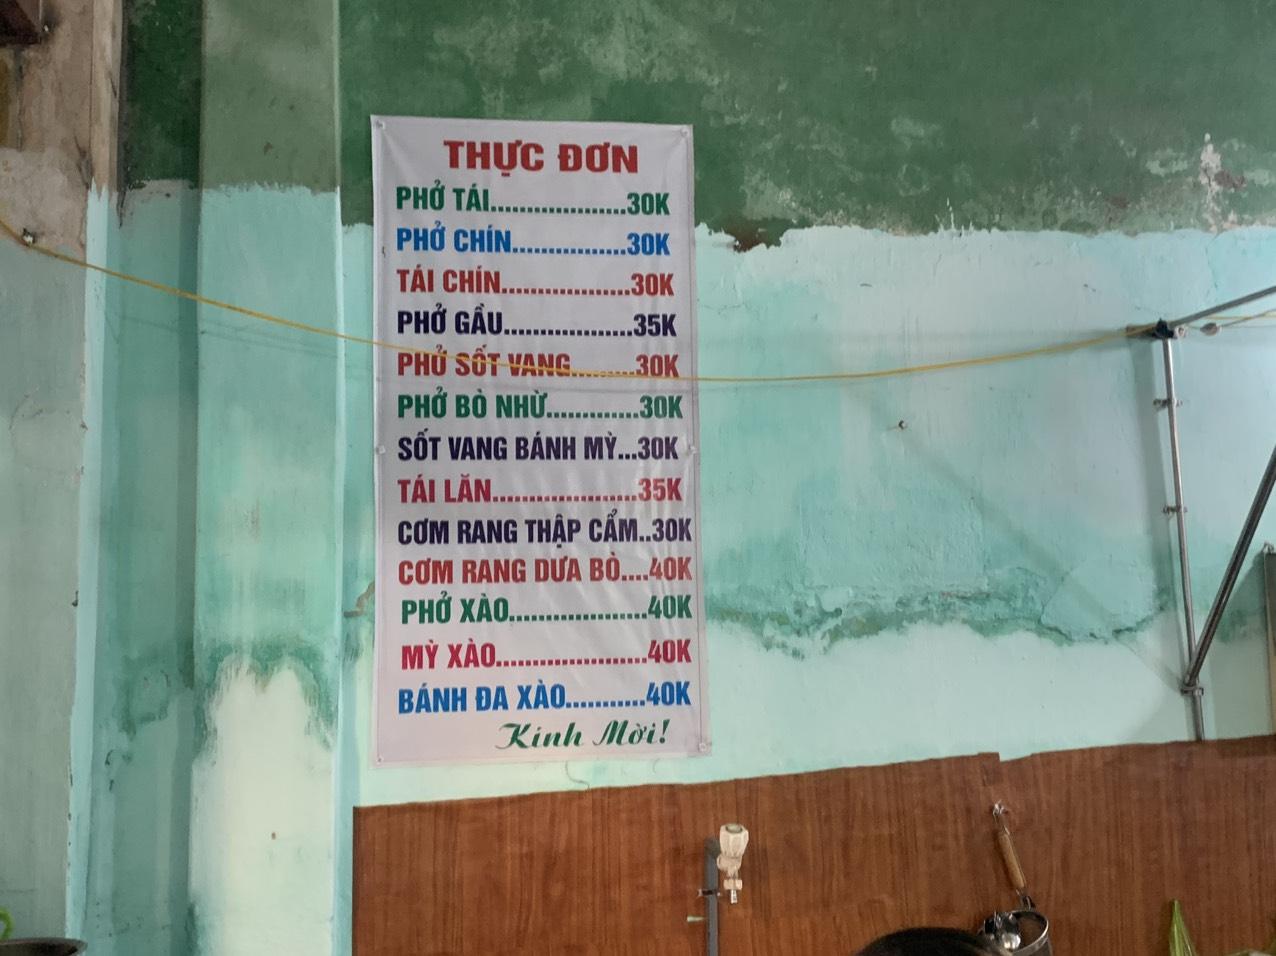 THỰC ĐƠN
PHỞ TÁI.......................30K
PHỞ CHÍN....................30K
TÁI CHÍN......................30K
PHỞ GẦU......................35K
PHỞ SỐT VANG...........30K
PHỞ BÒ NHỪ...............30K
SỐT VANG BÁNH MỲ...30K
TÁI LĂN........................35K
CƠM RANG THẬP CẨM..30K
CƠM RANG DƯA BÒ....40K
PHỞ XÀO.......................40K
MỲ XÀO.........................40K
BÁNH ĐA XÀO.............40K
Kính Mời!